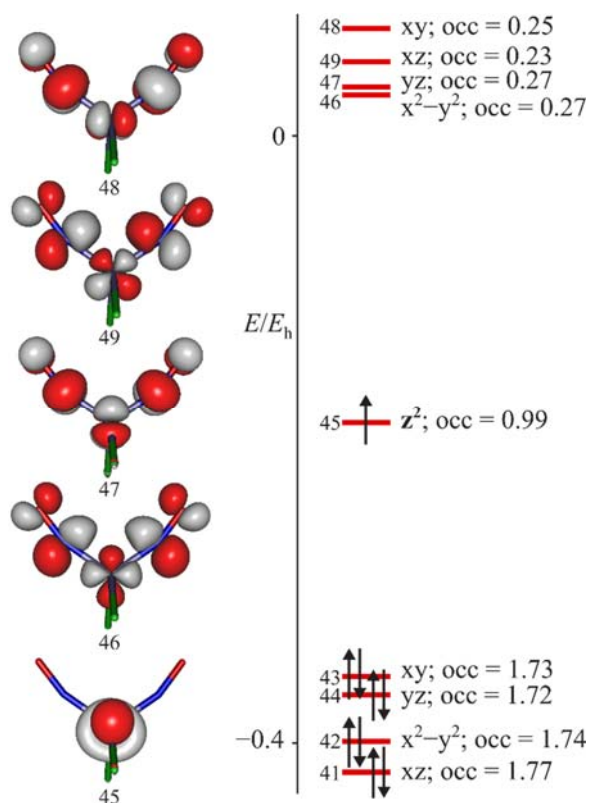 48
49
47
46
45
E/Eₕ
0
−0.4
48 xy; occ = 0.25
49 xz; occ = 0.23
47 yz; occ = 0.27
46 x²−y²; occ = 0.27
45 z²; occ = 0.99
43 xy; occ = 1.73
44 yz; occ = 1.72
42 x²−y²; occ = 1.74
41 xz; occ = 1.77